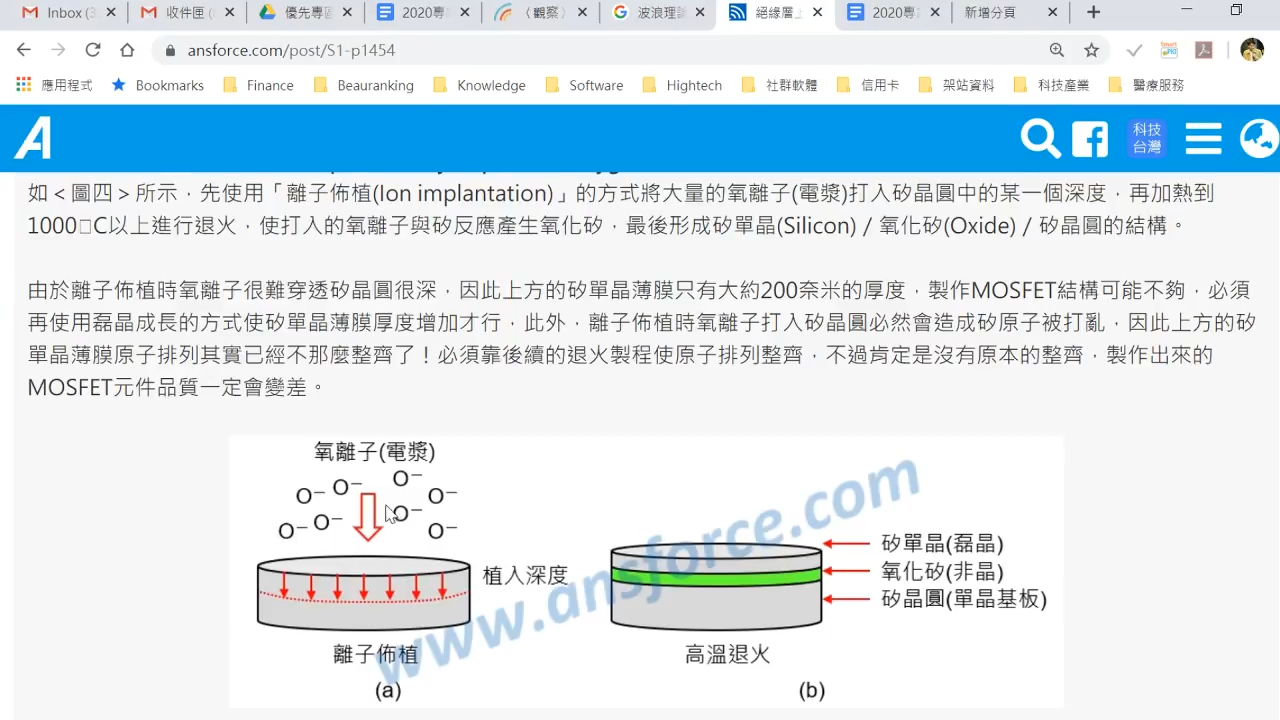 Inbox (3
收件匣 (
優先專區
2020專
〈觀察〉
波浪理論
絕緣層上
2020專
新增分頁
ansforce.com/post/S1-p1454
應用程式
Bookmarks
Finance
Beauranking
Knowledge
Software
Hightech
社群軟體
信用卡
架站資料
科技產業
醫療服務
A
科技
台灣
如＜圖四＞所示，先使用「離子佈植(Ion implantation)」的方式將大量的氧離子(電漿)打入矽晶圓中的某一個深度，再加熱到
1000□C以上進行退火，使打入的氧離子與矽反應產生氧化矽，最後形成矽單晶(Silicon) / 氧化矽(Oxide) / 矽晶圓的結構。
由於離子佈植時氧離子很難穿透矽晶圓很深，因此上方的矽單晶薄膜只有大約200奈米的厚度，製作MOSFET結構可能不夠，必須
再使用磊晶成長的方式使矽單晶薄膜厚度增加才行，此外，離子佈植時氧離子打入矽晶圓必然會造成矽原子被打亂，因此上方的矽
單晶薄膜原子排列其實已經不那麼整齊了！必須靠後續的退火製程使原子排列整齊，不過肯定是沒有原本的整齊，製作出來的
MOSFET元件品質一定會變差。
氧離子(電漿)
O⁻ O⁻ O⁻ O⁻
O⁻ O⁻ O⁻ O⁻
植入深度
離子佈植
(a)
矽單晶(磊晶)
氧化矽(非晶)
矽晶圓(單晶基板)
高溫退火
(b)
www.ansforce.com